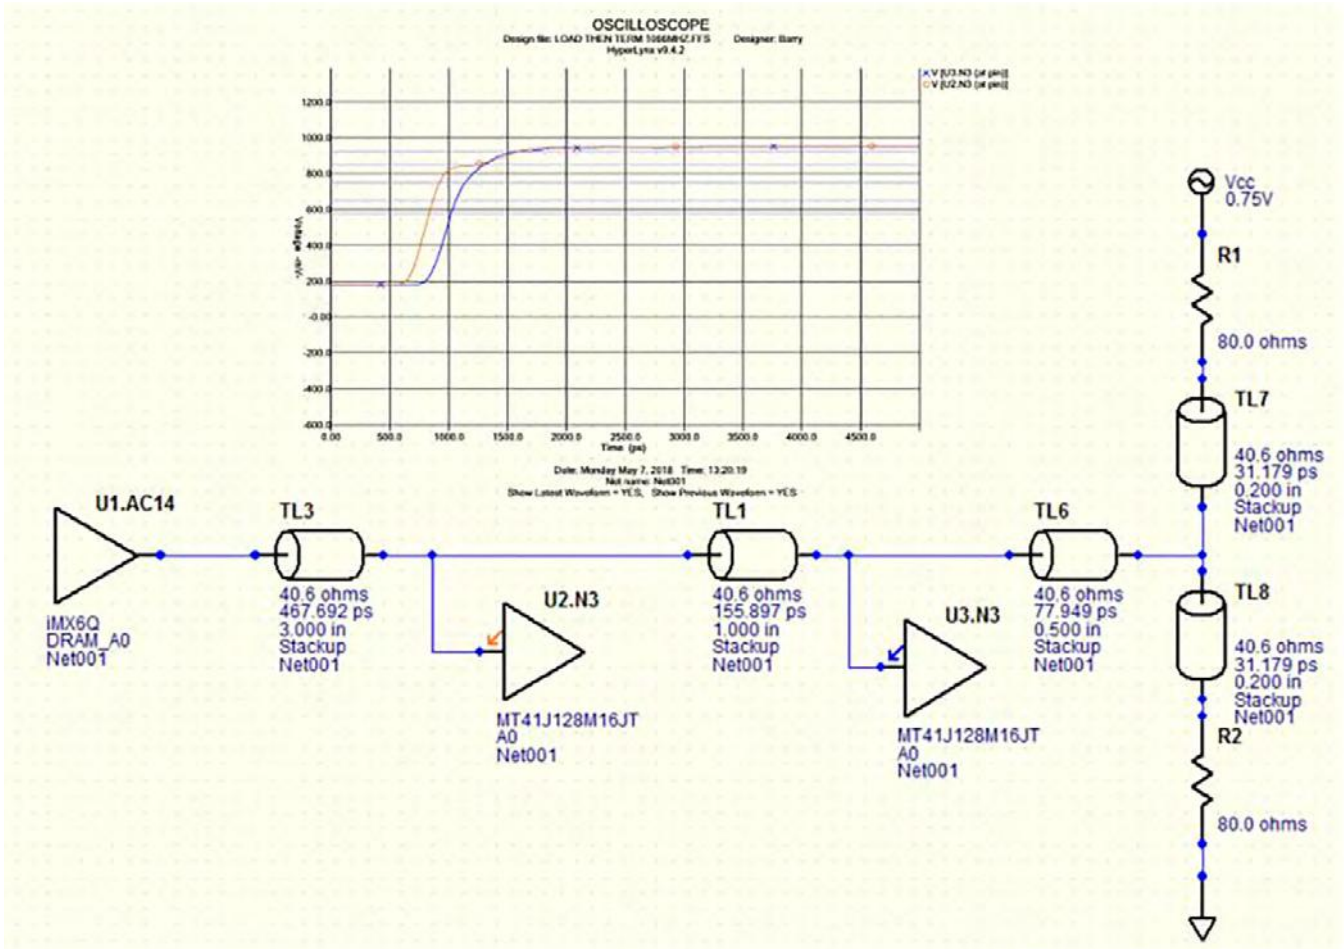 OSCILLOSCOPE
Design file: LOAD THEN TERM 1066MHZ.FFS Designer: Barry
HyperLynx v9.4.2
V [U3.N3 (at pin)]
V [U2.N3 (at pin)]
1200.0
1000.0
800.0
600.0
400.0
200.0
-0.00
-200.0
-400.0
-600.0
Voltage -mV-
0.00 500.0 1000.0 1500.0 2000.0 2500.0 3000.0 3500.0 4000.0 4500.0
Time (ps)
Date: Monday May 7, 2018 Time: 13:20:19
Net name: Net001
Show Latest Waveform = YES, Show Previous Waveform = YES
Vcc
0.75V
R1
80.0 ohms
TL7
40.6 ohms
31.179 ps
0.200 in
Stackup
Net001
U1.AC14
iMX6Q
DRAM_A0
Net001
TL3
40.6 ohms
467.692 ps
3.000 in
Stackup
Net001
U2.N3
MT41J128M16JT
A0
Net001
TL1
40.6 ohms
155.897 ps
1.000 in
Stackup
Net001
U3.N3
MT41J128M16JT
A0
Net001
TL6
40.6 ohms
77.949 ps
0.500 in
Stackup
Net001
TL8
40.6 ohms
31.179 ps
0.200 in
Stackup
Net001
R2
80.0 ohms